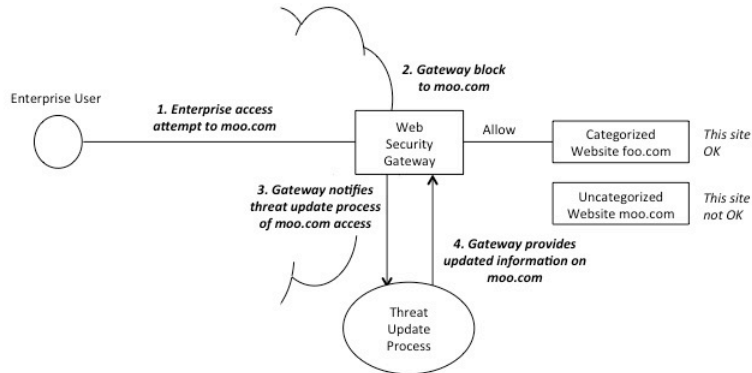 2. Gateway block
to moo.com
Enterprise User
1. Enterprise access
attempt to moo.com
Web
Security
Gateway
Allow
Categorized
Website foo.com
This site
OK
3. Gateway notifies
threat update process
of moo.com access
Uncategorized
Website moo.com
This site
not OK
4. Gateway provides
updated information on
moo.com
Threat
Update
Process